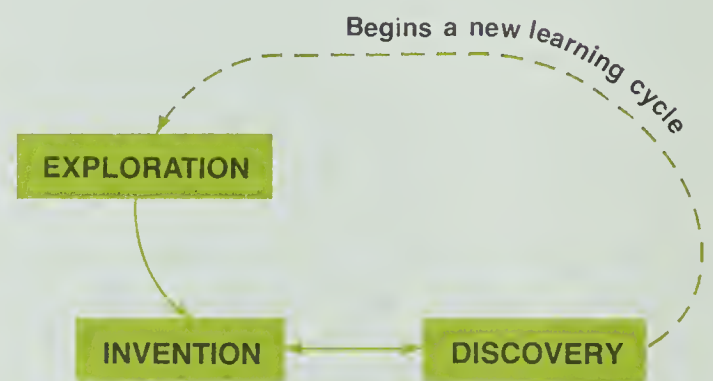 Begins a new learning cycle
EXPLORATION
INVENTION
DISCOVERY